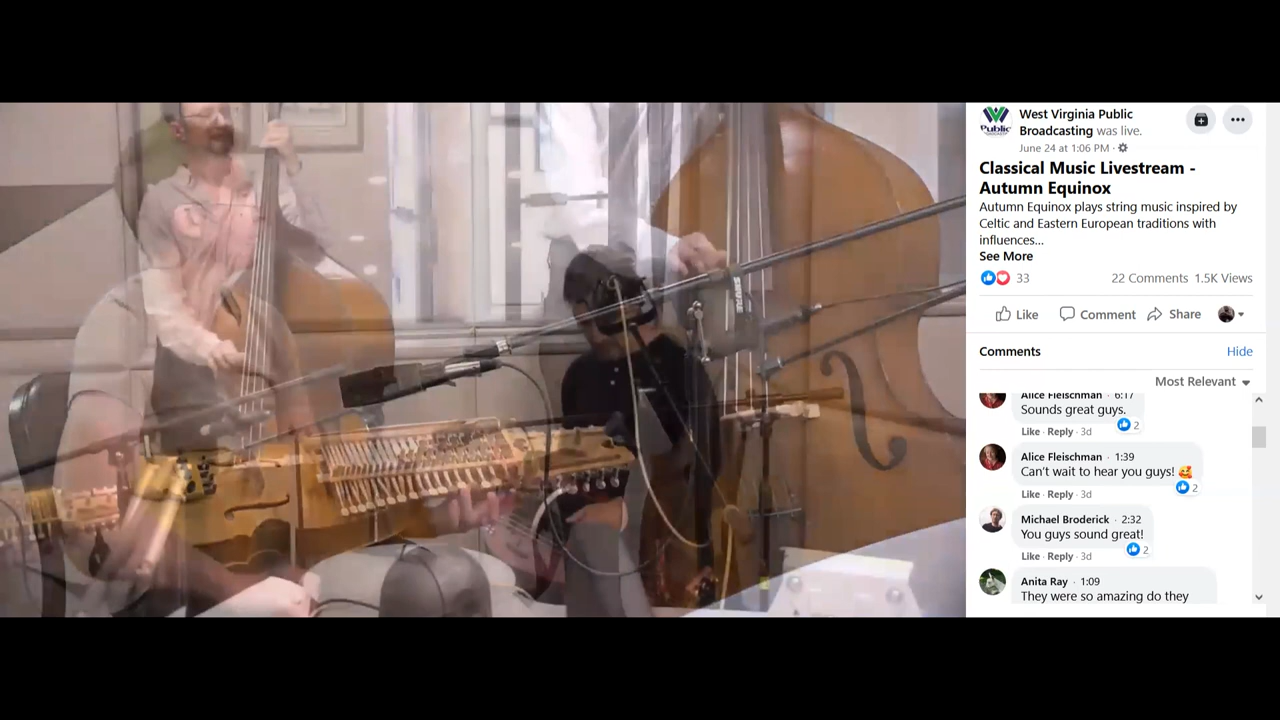 West Virginia Public
Broadcasting was live.
June 24 at 1:06 PM ·
Classical Music Livestream -
Autumn Equinox
Autumn Equinox plays string music inspired by
Celtic and Eastern European traditions with
influences...
See More
33
22 Comments 1.5K Views
Like
Comment
Share
Comments
Hide
Most Relevant
Alice Fleischman · 6:17
Sounds great guys.
2
Like · Reply · 3d
Alice Fleischman · 1:39
Can't wait to hear you guys! 🥰
2
Like · Reply · 3d
Michael Broderick · 2:32
You guys sound great!
2
Like · Reply · 3d
Anita Ray · 1:09
They were so amazing do they
Public
SHURE